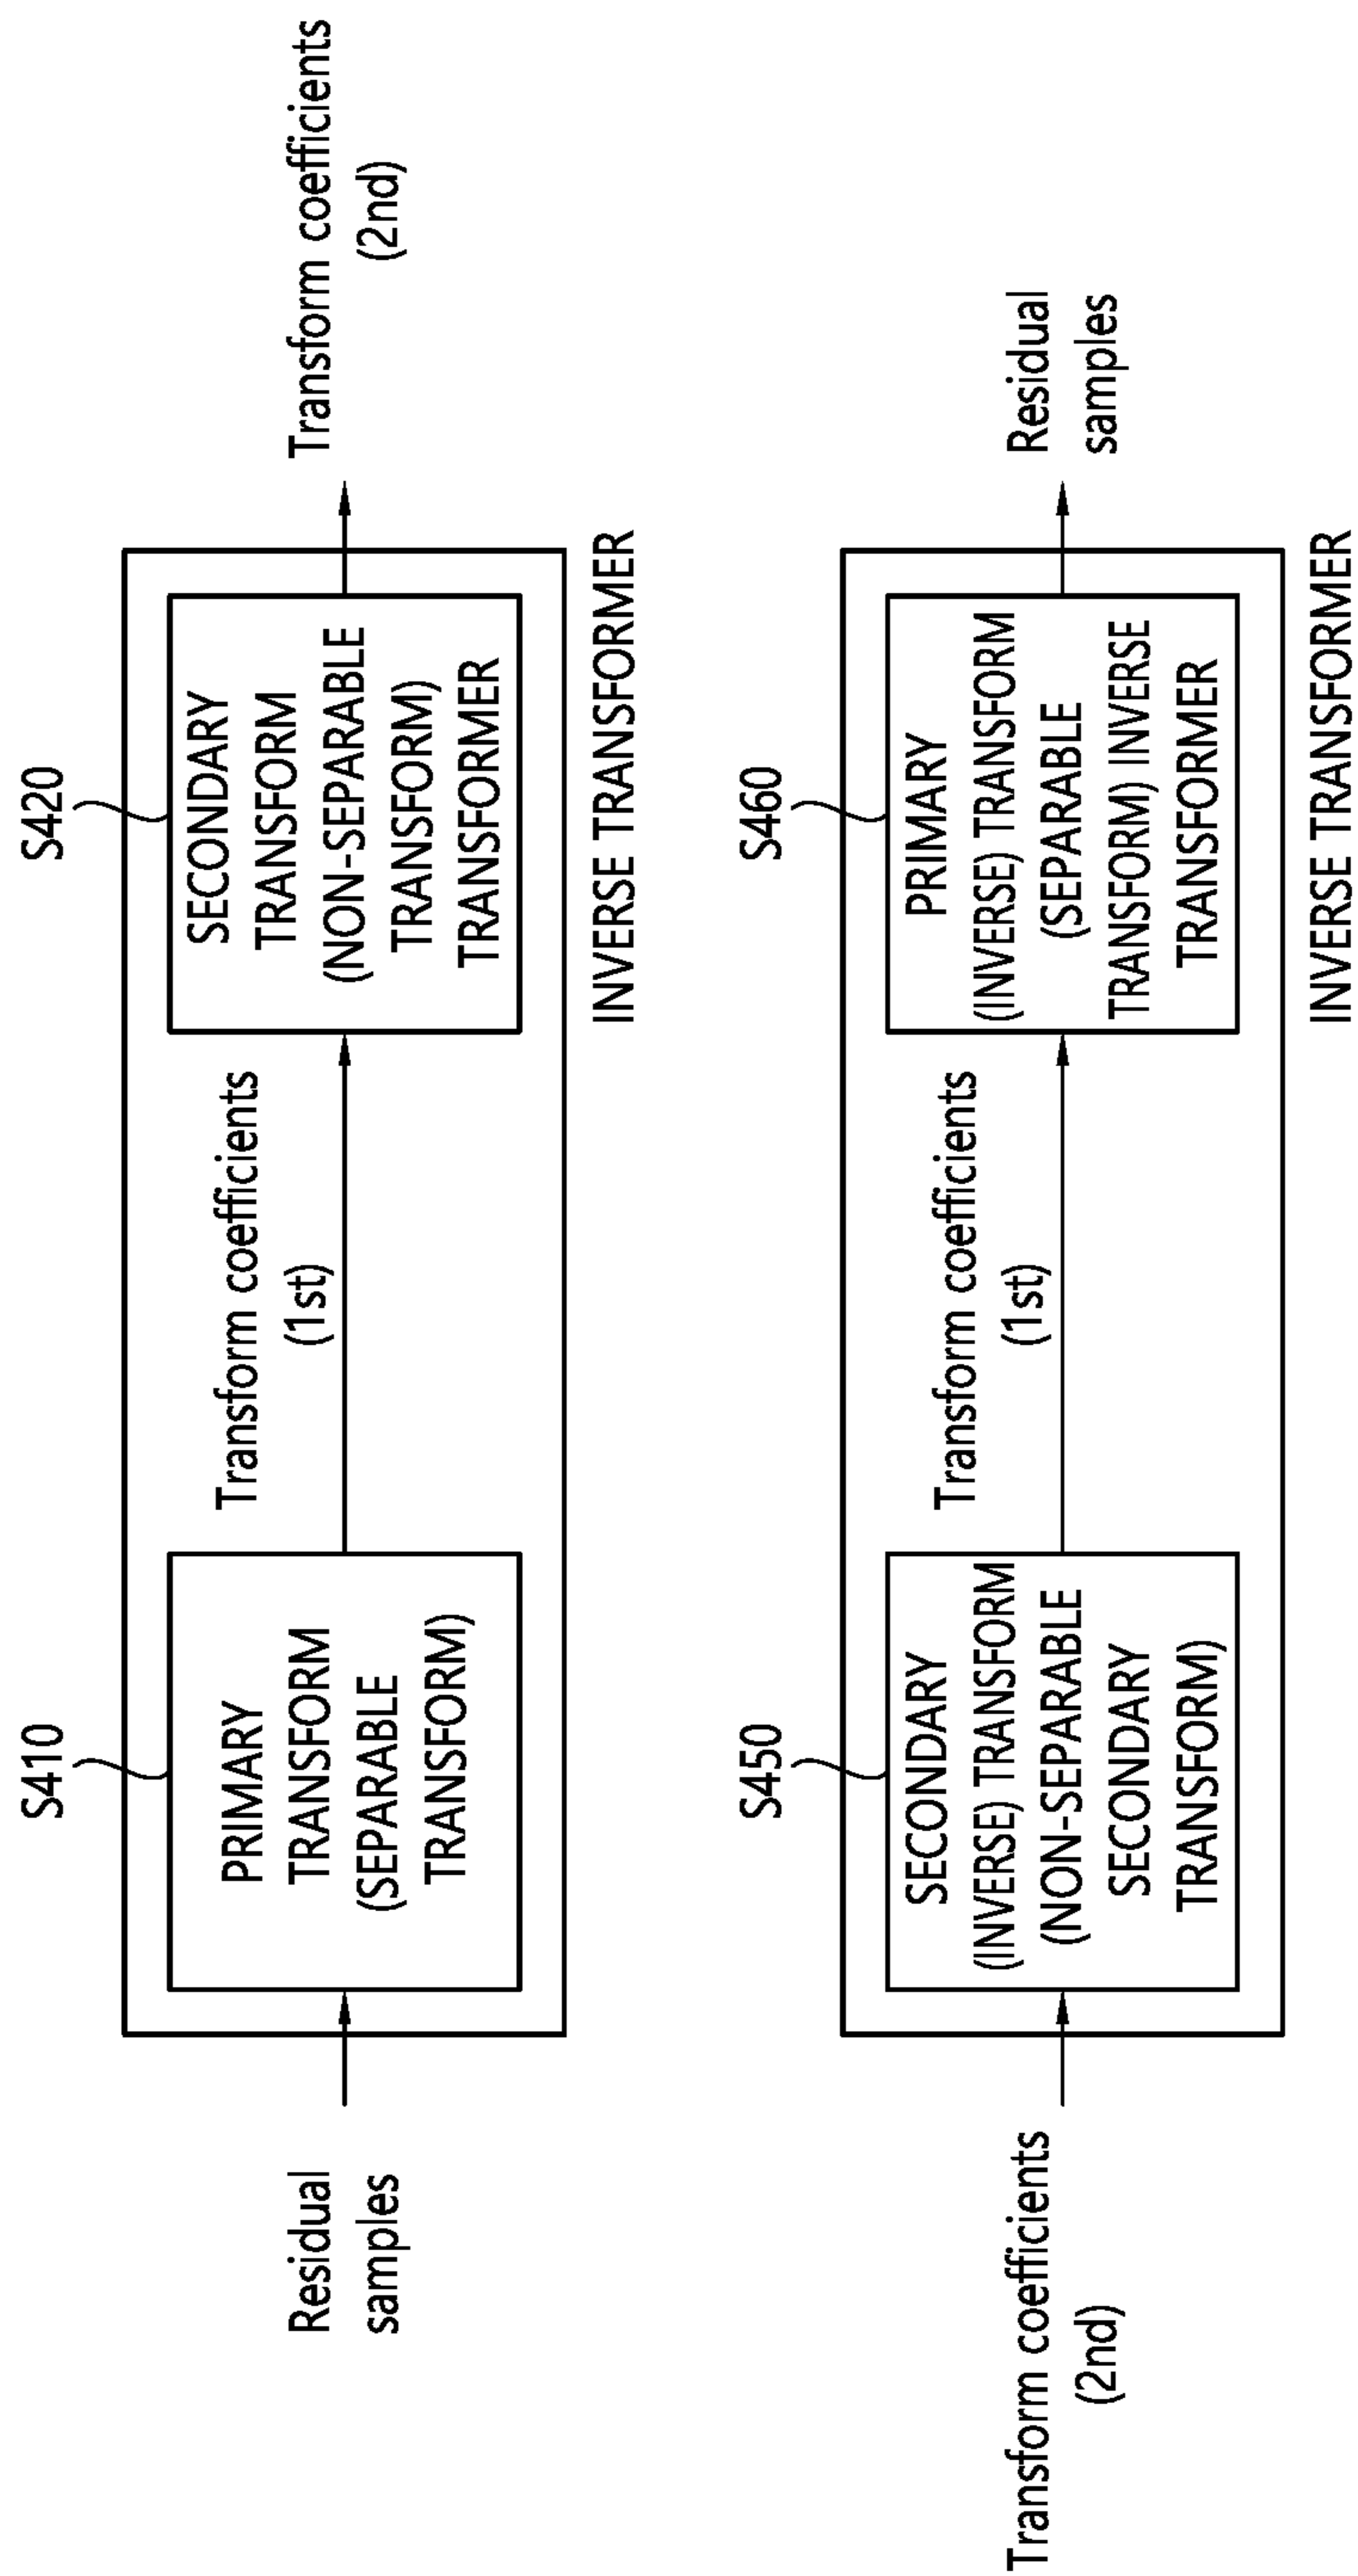 S410
S420
Residual
samples
PRIMARY
TRANSFORM
(SEPARABLE
TRANSFORM)
Transform coefficients
(1st)
SECONDARY
TRANSFORM
(NON-SEPARABLE
TRANSFORM)
TRANSFORMER
Transform coefficients
(2nd)
INVERSE TRANSFORMER
S450
S460
Transform coefficients
(2nd)
SECONDARY
(INVERSE) TRANSFORM
(NON-SEPARABLE
SECONDARY
TRANSFORM)
Transform coefficients
(1st)
PRIMARY
(INVERSE) TRANSFORM
(SEPARABLE
TRANSFORM) INVERSE
TRANSFORMER
Residual
samples
INVERSE TRANSFORMER